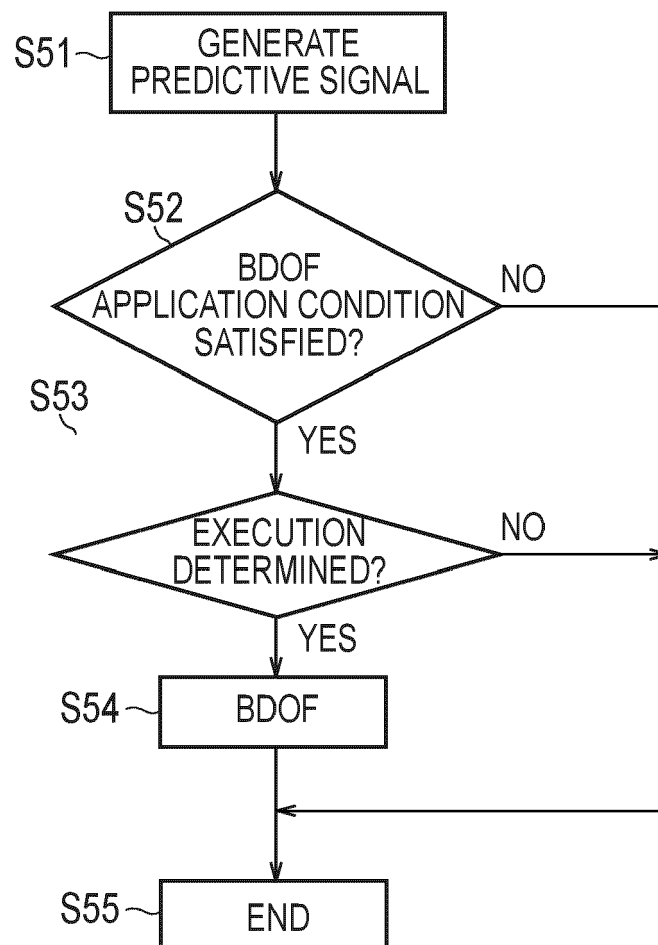 S51
GENERATE
PREDICTIVE SIGNAL
S52
BDOF
APPLICATION CONDITION
SATISFIED?
NO
S53
YES
EXECUTION
DETERMINED?
NO
YES
S54
BDOF
S55
END